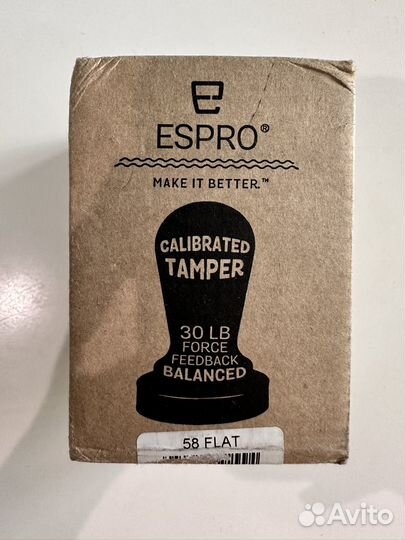 ESPRO®
MAKE IT BETTER.™
CALIBRATED
TAMPER
30 LB
FORCE
FEEDBACK
BALANCED
58 FLAT
Avito